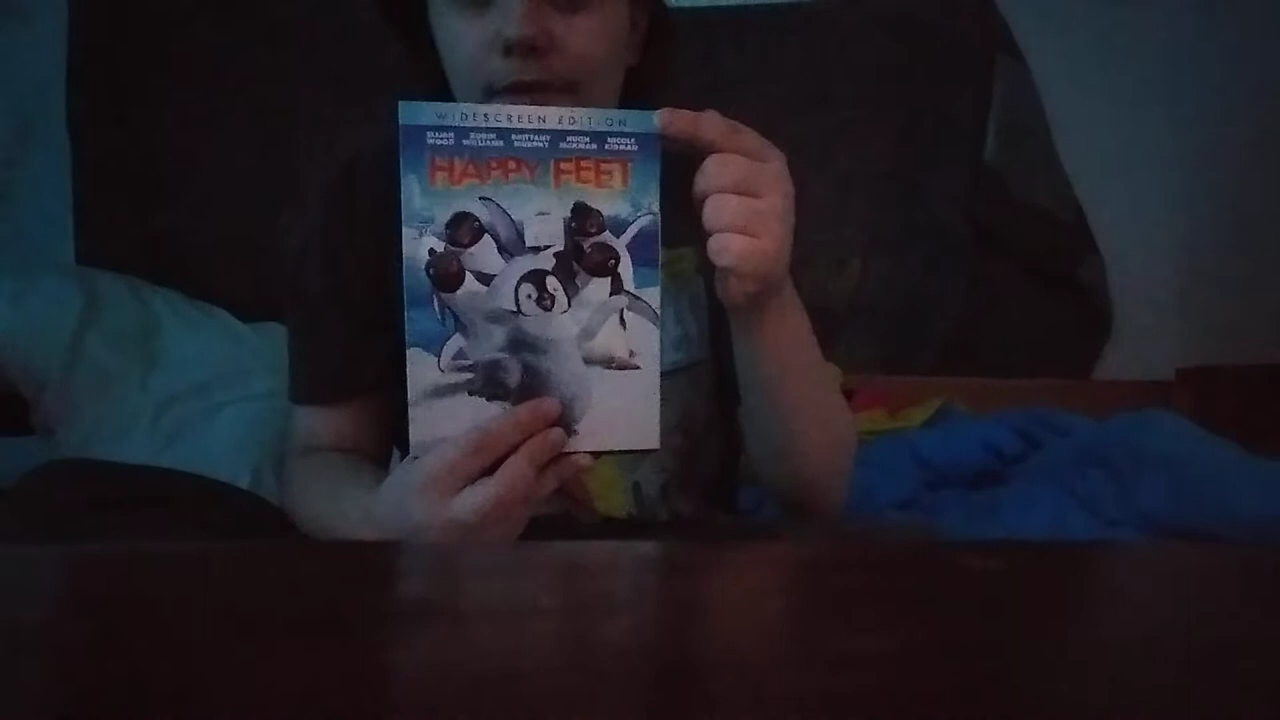 WIDESCREEN EDITION
ELIJAH WOOD ROBIN WILLIAMS BRITTANY MURPHY HUGH JACKMAN NICOLE KIDMAN
HAPPY FEET